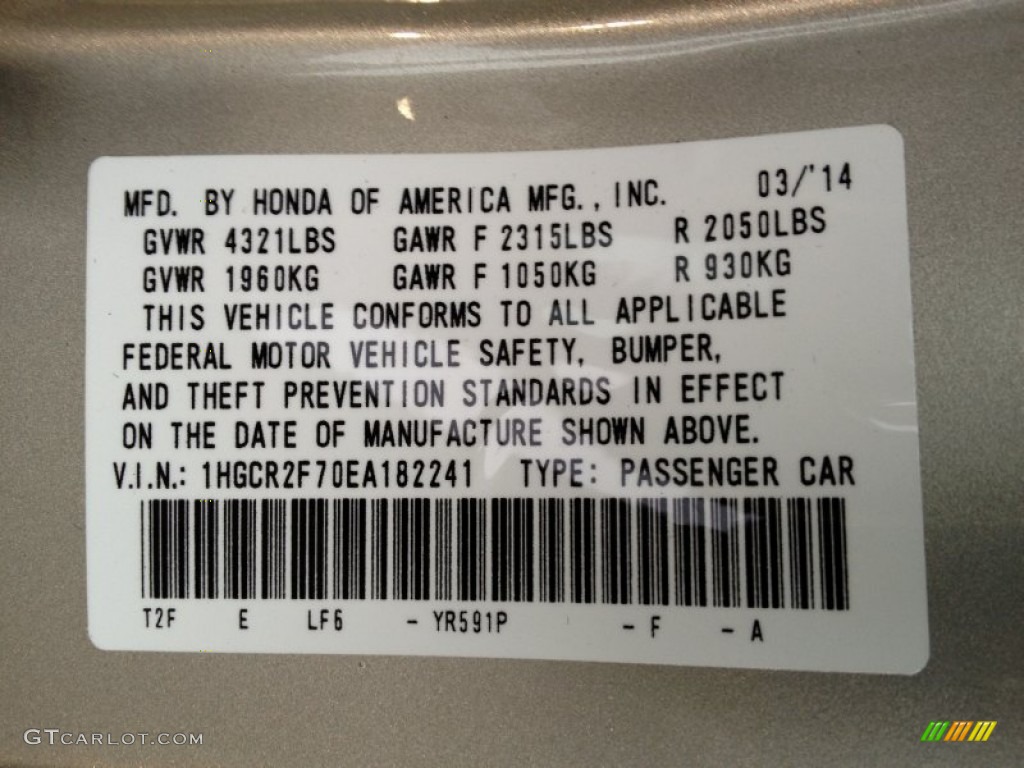 MFD. BY HONDA OF AMERICA MFG., INC. 03/'14
GVWR 4321LBS GAWR F 2315LBS R 2050LBS
GVWR 1960KG GAWR F 1050KG R 930KG
THIS VEHICLE CONFORMS TO ALL APPLICABLE
FEDERAL MOTOR VEHICLE SAFETY, BUMPER,
AND THEFT PREVENTION STANDARDS IN EFFECT
ON THE DATE OF MANUFACTURE SHOWN ABOVE.
V.I.N.: 1HGCR2F70EA182241 TYPE: PASSENGER CAR
T2F E LF6 - YR591P - F - A
GTCARLOT.COM